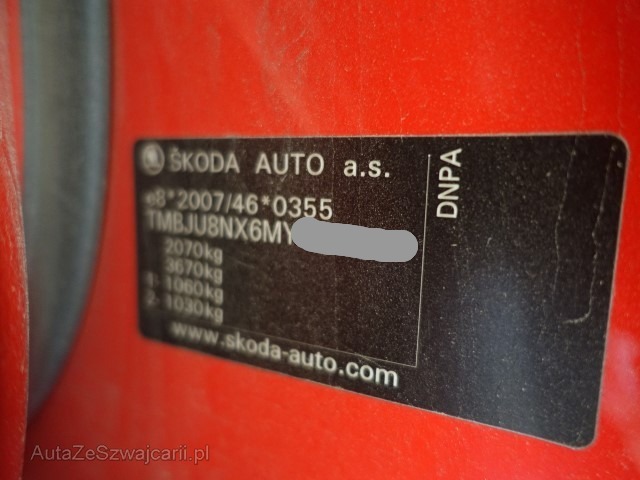 ŠKODA AUTO a.s.
e8*2007/46*0355
TMBJU8NX6MY
2070kg
3670kg
1- 1060kg
2- 1030kg
www.skoda-auto.com
DNPA
AutaZeSzwajcarii.pl